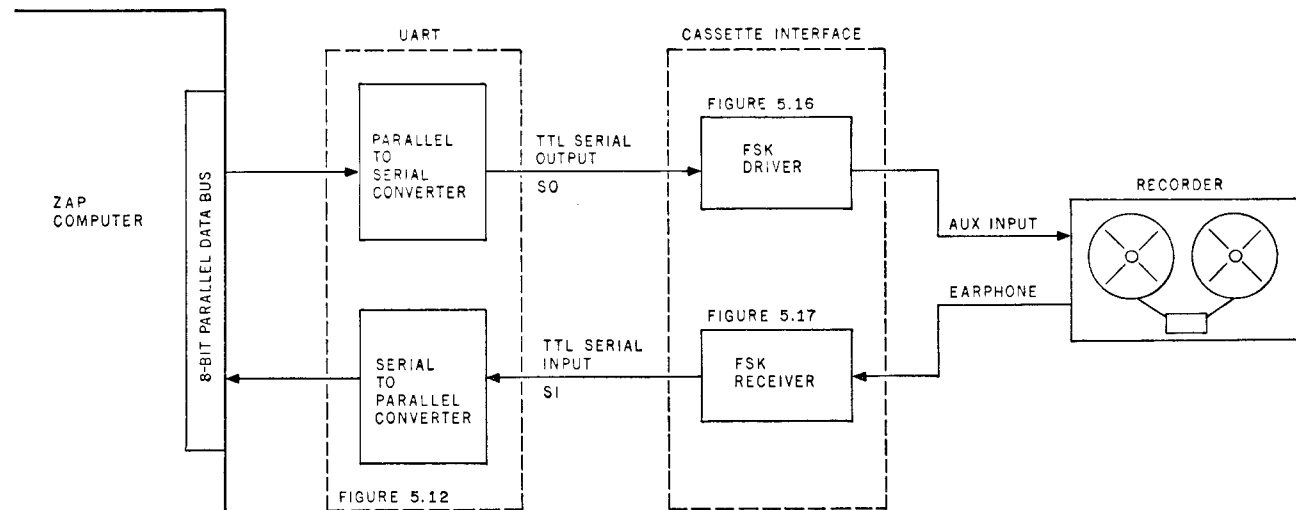 UART
CASSETTE INTERFACE
FIGURE 5.16
PARALLEL
TO
SERIAL
CONVERTER
TTL SERIAL
OUTPUT
SO
FSK
DRIVER
RECORDER
ZAP
COMPUTER
8-BIT PARALLEL DATA BUS
AUX INPUT
EARPHONE
FIGURE 5.17
SERIAL
TO
PARALLEL
CONVERTER
TTL SERIAL
INPUT
SI
FSK
RECEIVER
FIGURE 5.12